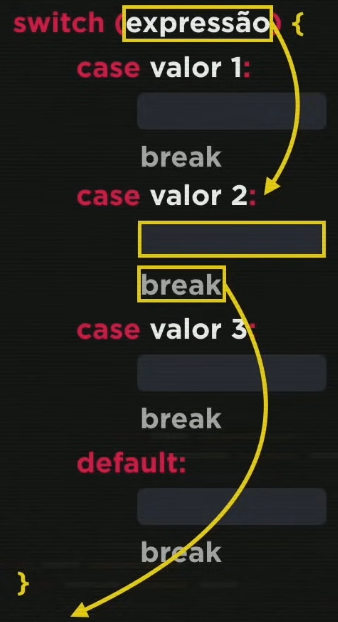 switch (expressão) {
case valor 1:
break
case valor 2:
break
case valor 3:
break
default:
break
}